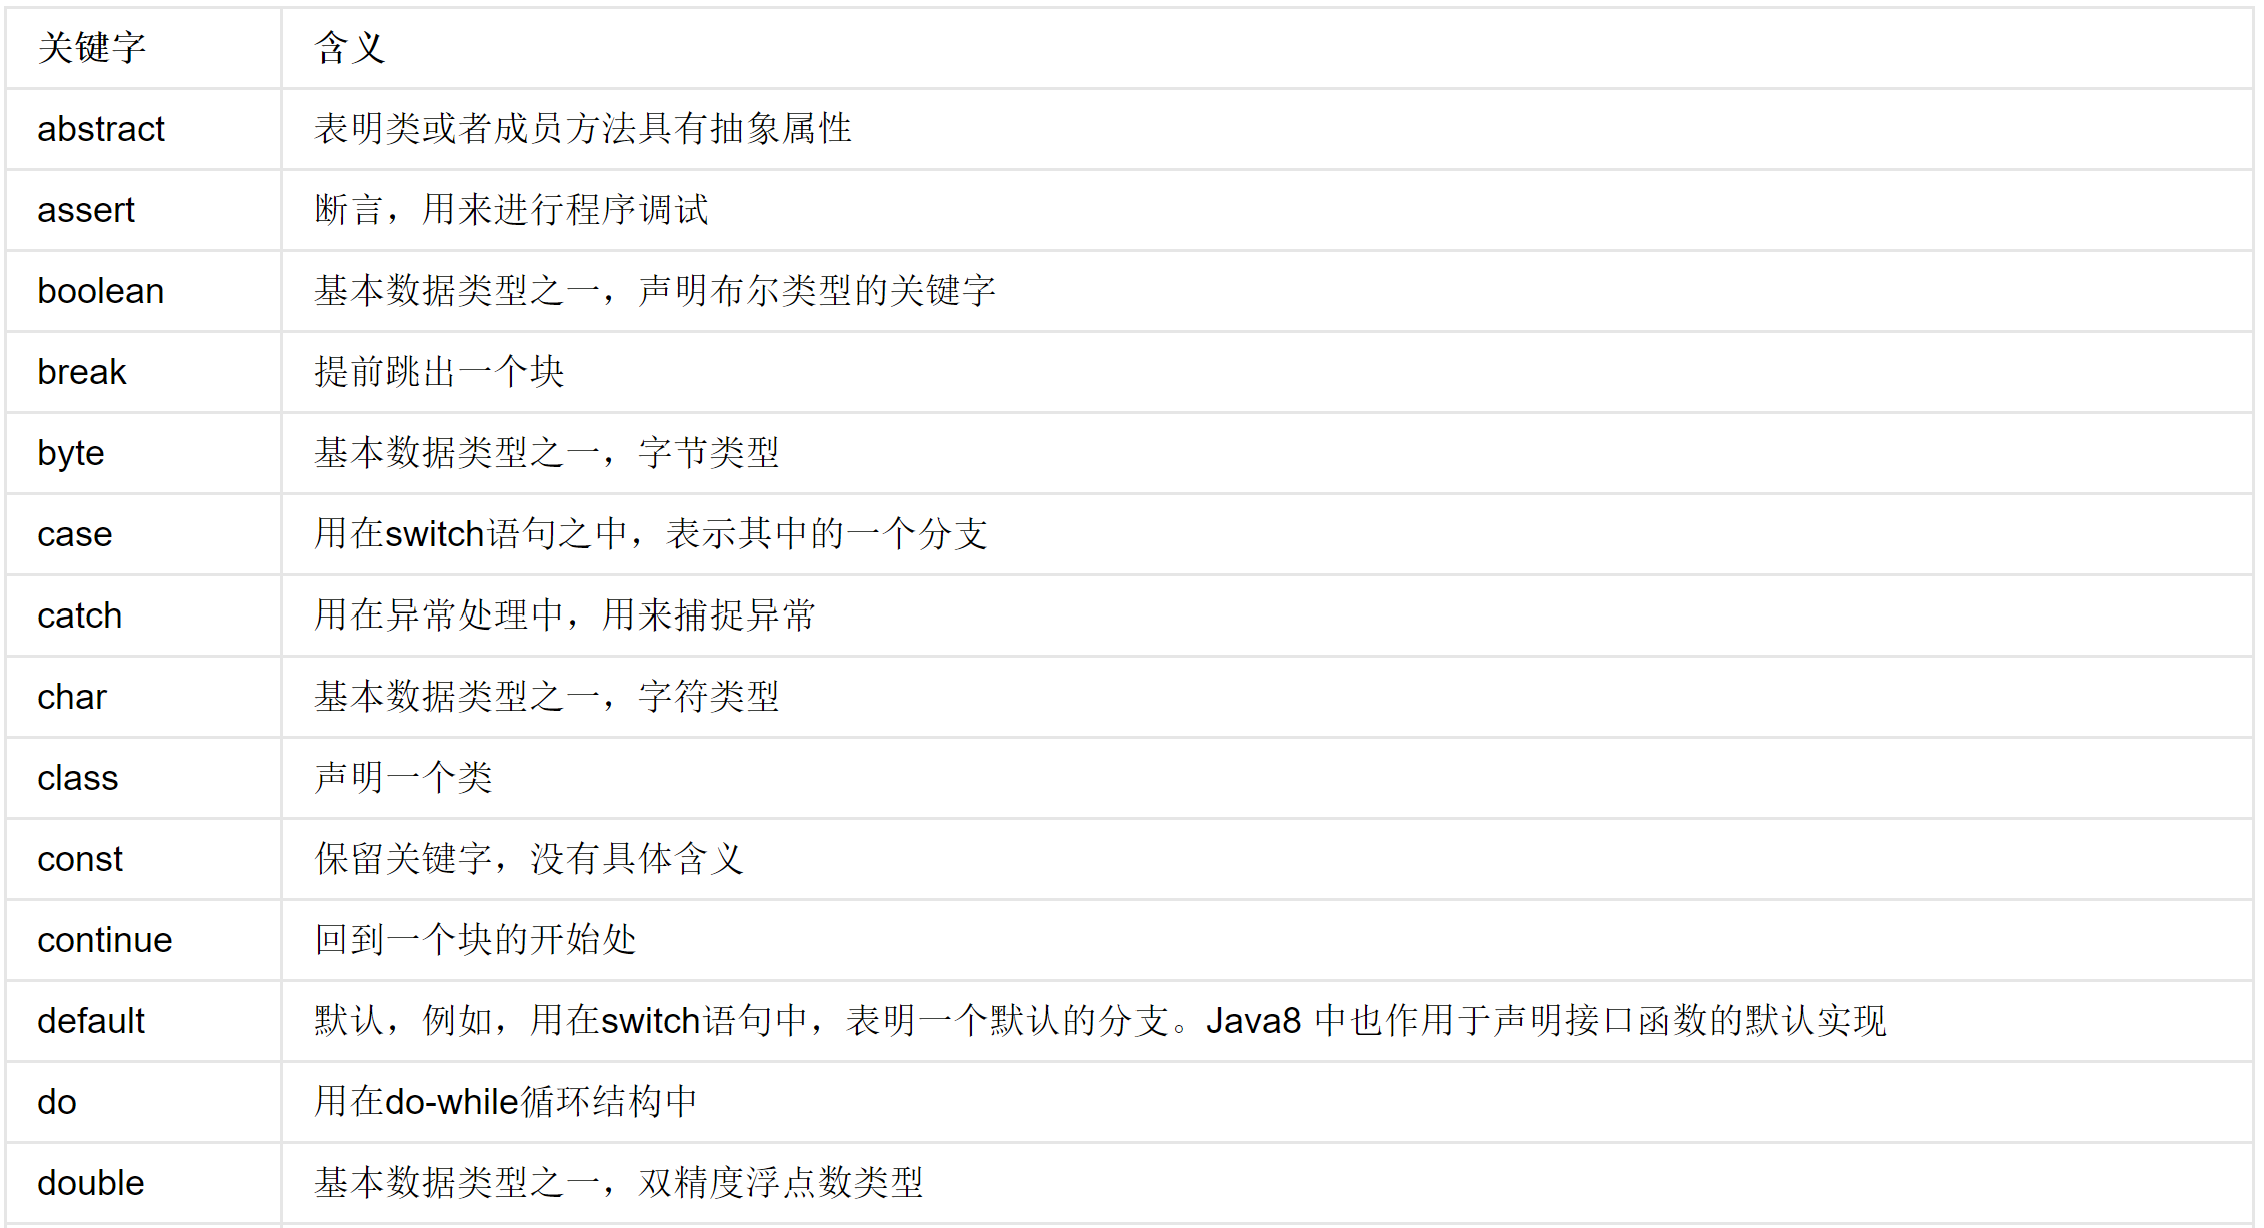 关键字 含义
abstract 表明类或者成员方法具有抽象属性
assert 断言，用来进行程序调试
boolean 基本数据类型之一，声明布尔类型的关键字
break 提前跳出一个块
byte 基本数据类型之一，字节类型
case 用在switch语句之中，表示其中的一个分支
catch 用在异常处理中，用来捕捉异常
char 基本数据类型之一，字符类型
class 声明一个类
const 保留关键字，没有具体含义
continue 回到一个块的开始处
default 默认，例如，用在switch语句中，表明一个默认的分支。Java8 中也作用于声明接口函数的默认实现
do 用在do-while循环结构中
double 基本数据类型之一，双精度浮点数类型